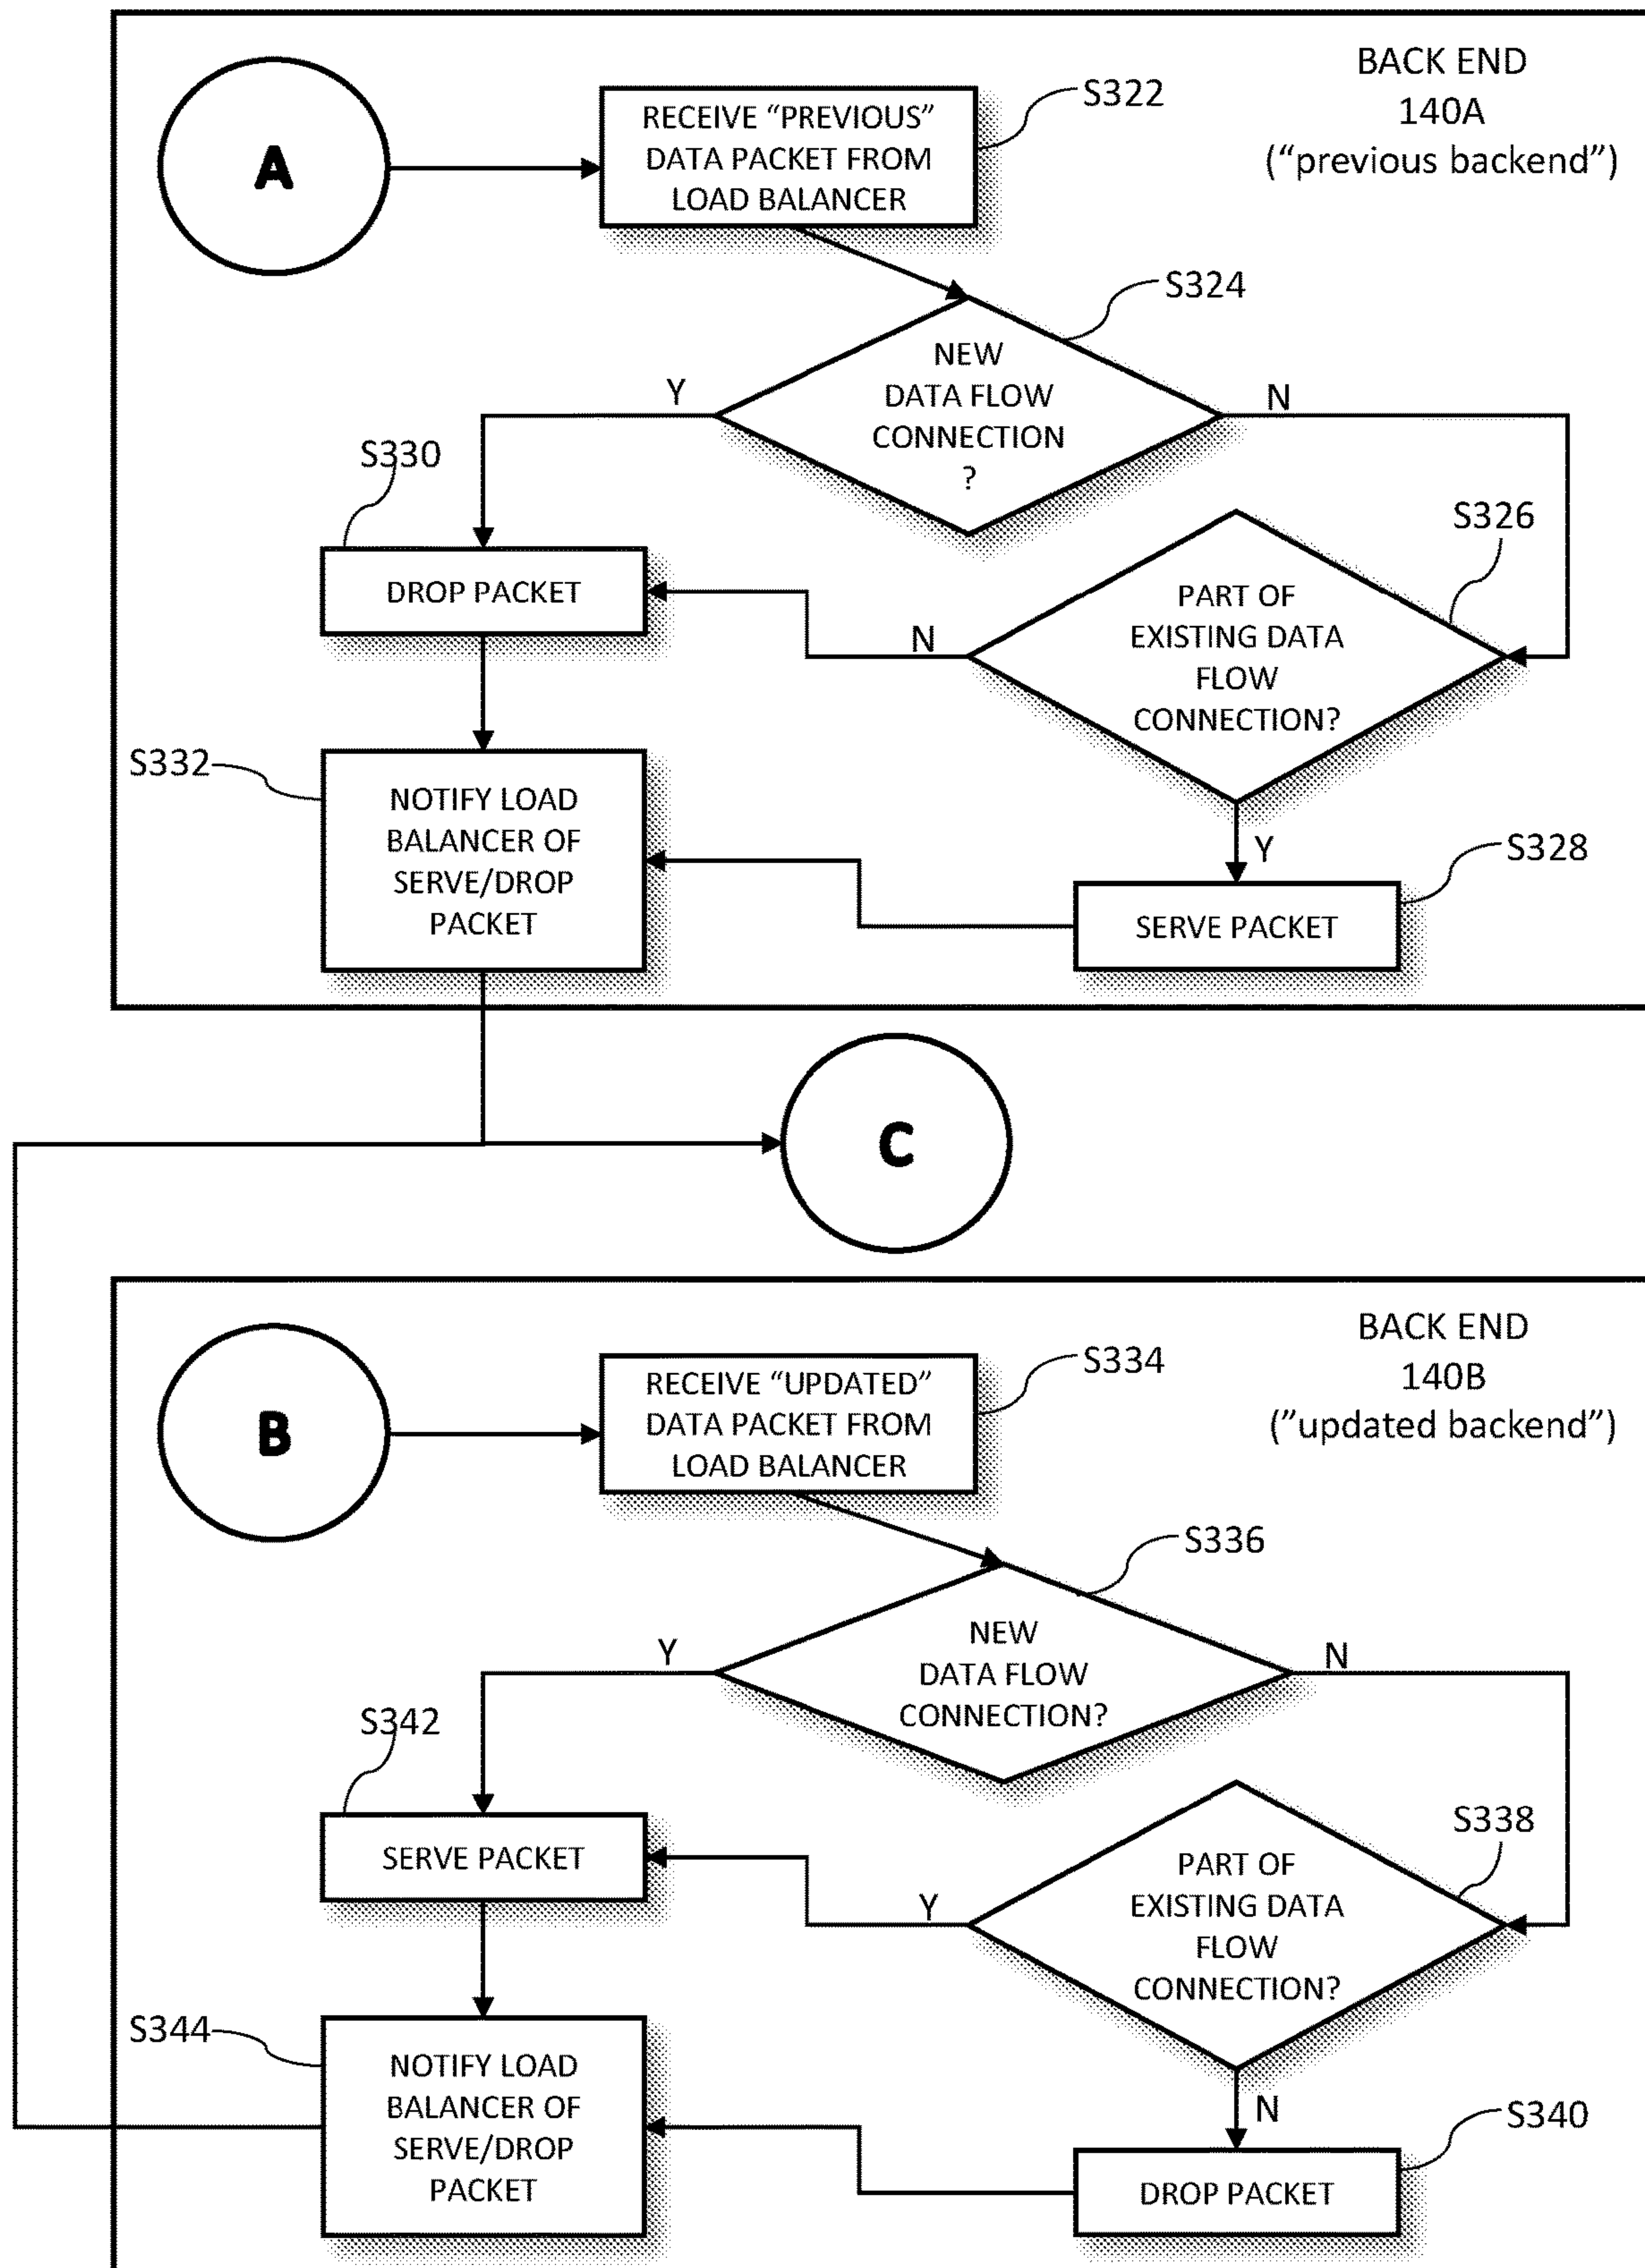 BACK END
140A
("previous backend")
A
RECEIVE “PREVIOUS”
DATA PACKET FROM
LOAD BALANCER
S322
S324
NEW
DATA FLOW
CONNECTION
?
Y
N
S330
DROP PACKET
S326
PART OF
EXISTING DATA
FLOW
CONNECTION?
N
Y
S332
NOTIFY LOAD
BALANCER OF
SERVE/DROP
PACKET
S328
SERVE PACKET
C
BACK END
140B
("updated backend")
B
RECEIVE “UPDATED”
DATA PACKET FROM
LOAD BALANCER
S334
S336
NEW
DATA FLOW
CONNECTION?
Y
N
S342
SERVE PACKET
S338
PART OF
EXISTING DATA
FLOW
CONNECTION?
Y
N
S344
NOTIFY LOAD
BALANCER OF
SERVE/DROP
PACKET
S340
DROP PACKET